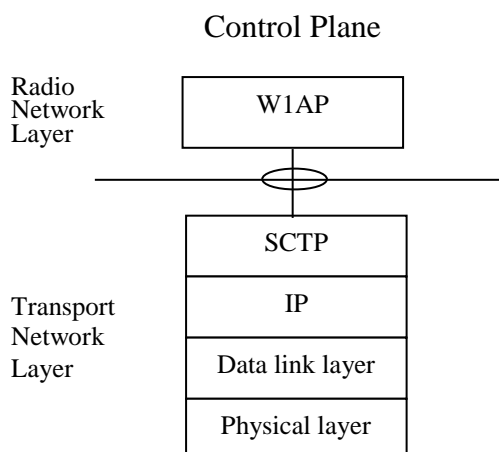 Control Plane
Radio
Network
Layer
W1AP
SCTP
Transport
Network
Layer
IP
Data link layer
Physical layer